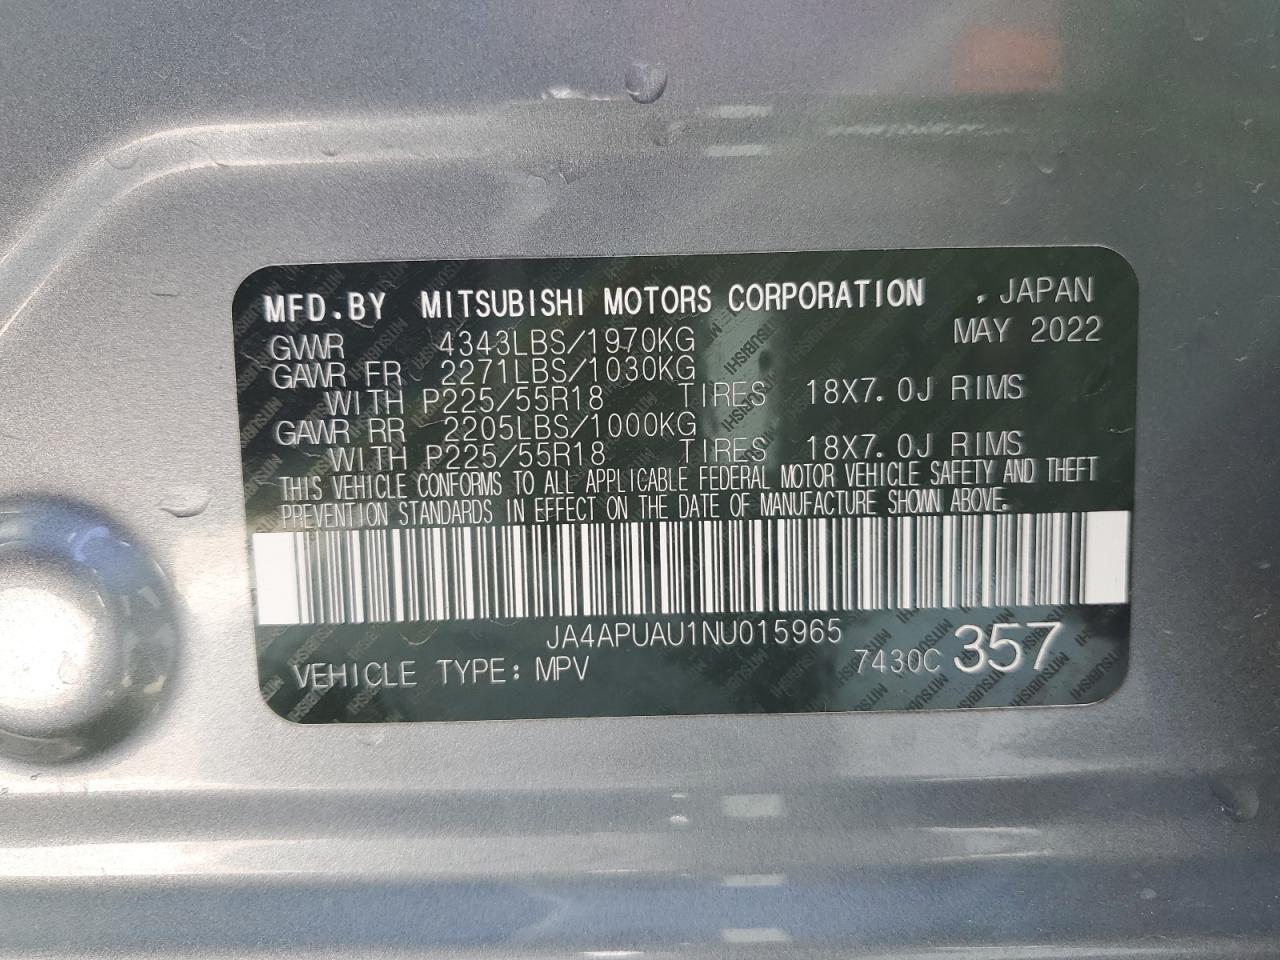 MFD.BY MITSUBISHI MOTORS CORPORATION , JAPAN
GVWR 4343LBS/1970KG MAY 2022
GAWR FR 2271LBS/1030KG
WITH P225/55R18 TIRES 18X7.0J RIMS
GAWR RR 2205LBS/1000KG
WITH P225/55R18 TIRES 18X7.0J RIMS
THIS VEHICLE CONFORMS TO ALL APPLICABLE FEDERAL MOTOR VEHICLE SAFETY AND THEFT
PREVENTION STANDARDS IN EFFECT ON THE DATE OF MANUFACTURE SHOWN ABOVE.
JA4APUAU1NU015965
VEHICLE TYPE: MPV 7430C 357